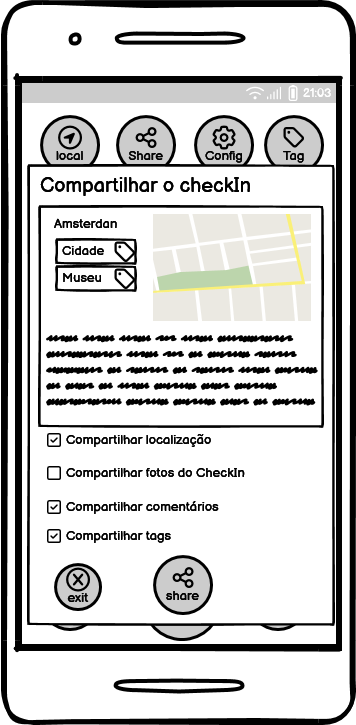 21:03
local Share Config Tag
Compartilhar o checkIn
Amsterdan
Cidade
Museu
Compartilhar localização
Compartilhar fotos do CheckIn
Compartilhar comentários
Compartilhar tags
exit share